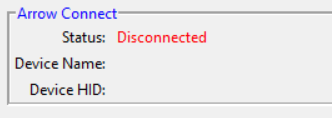 Arrow Connect
Status: Disconnected
Device Name:
Device HID: